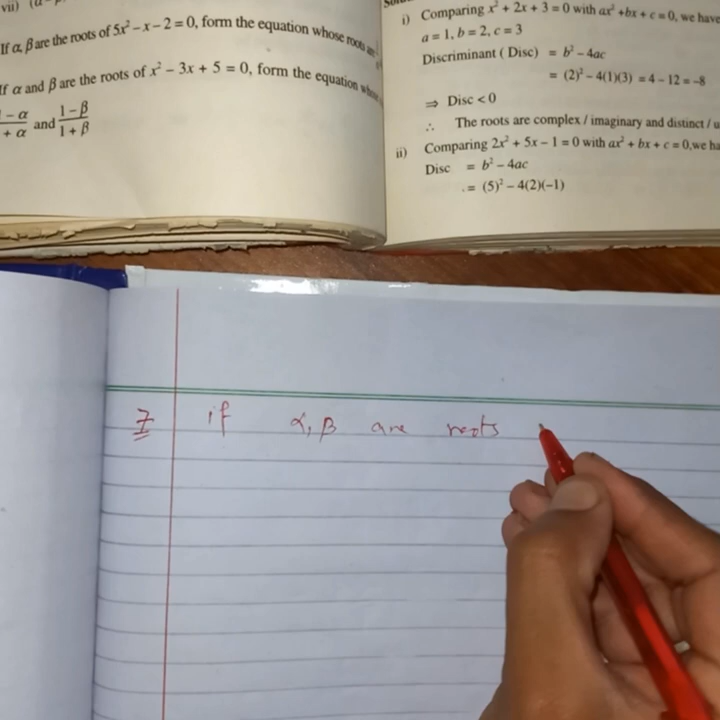 vii)
If α, β are the roots of 5x² – x – 2 = 0, form the equation whose roots are
If α and β are the roots of x² – 3x + 5 = 0, form the equation whose
– α / + α and 1 – β / 1 + β
i) Comparing x² + 2x + 3 = 0 with ax² + bx + c = 0, we have
a = 1, b = 2, c = 3
Discriminant ( Disc) = b² – 4ac
= (2)² – 4(1)(3) = 4 – 12 = –8
⇒ Disc < 0
∴ The roots are complex / imaginary and distinct / u
ii) Comparing 2x² + 5x – 1 = 0 with ax² + bx + c = 0, we ha
Disc = b² – 4ac
= (5)² – 4(2)(–1)
7 if α, β are roots